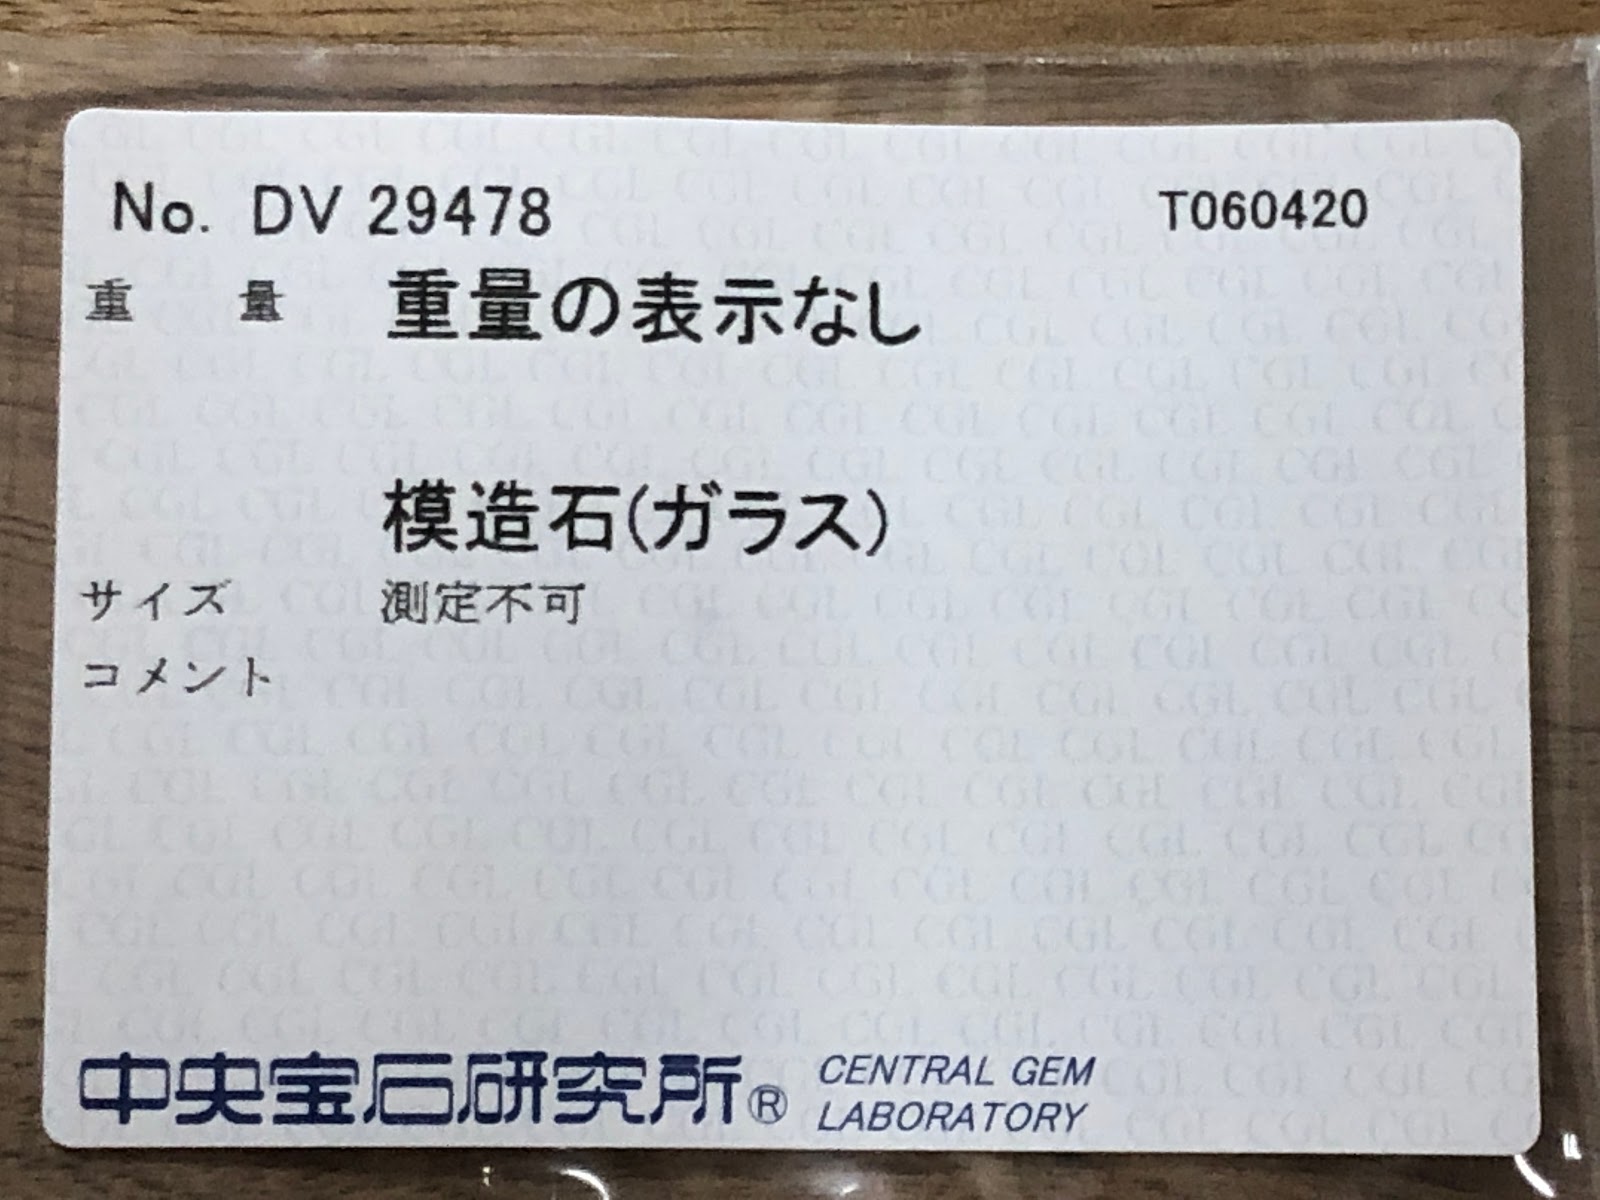 No. DV 29478 T060420
重 量 重量の表示なし
模造石(ガラス)
サイズ 測定不可
コメント
中央宝石研究所® CENTRAL GEM
LABORATORY